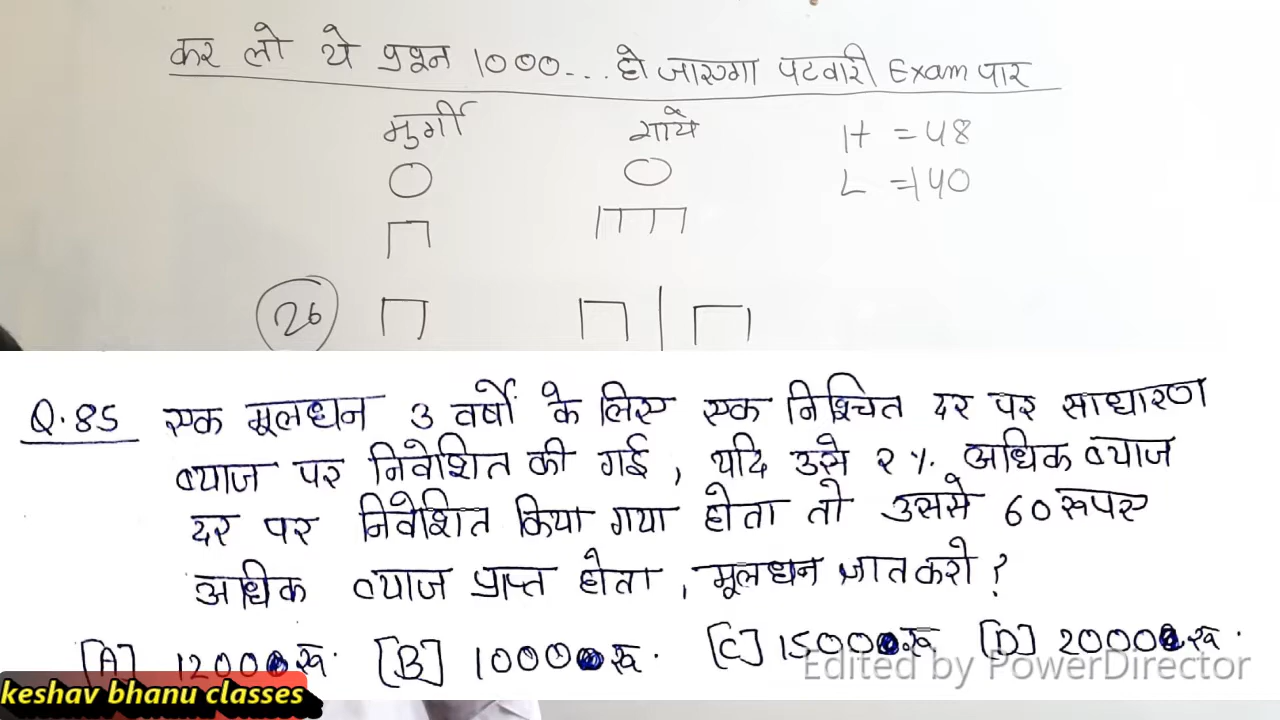 कर लो ये प्रश्न 1000... हो जाएगा पटवारी Exam पार
मुर्गी गाये H = 48
L = 140
26
Q.85 एक मूलधन 3 वर्षों के लिए एक निश्चित दर पर साधारण
ब्याज पर निवेशित की गई, यदि उसे 2% अधिक ब्याज
दर पर निवेशित किया गया होता तो उससे 60 रूपए
अधिक ब्याज प्राप्त होता, मूलधन ज्ञात करो?
[A] 1200 रू. [B] 1000 रू. [C] 1500 रू [D] 2000 रू.
Edited by PowerDirector
keshav bhanu classes